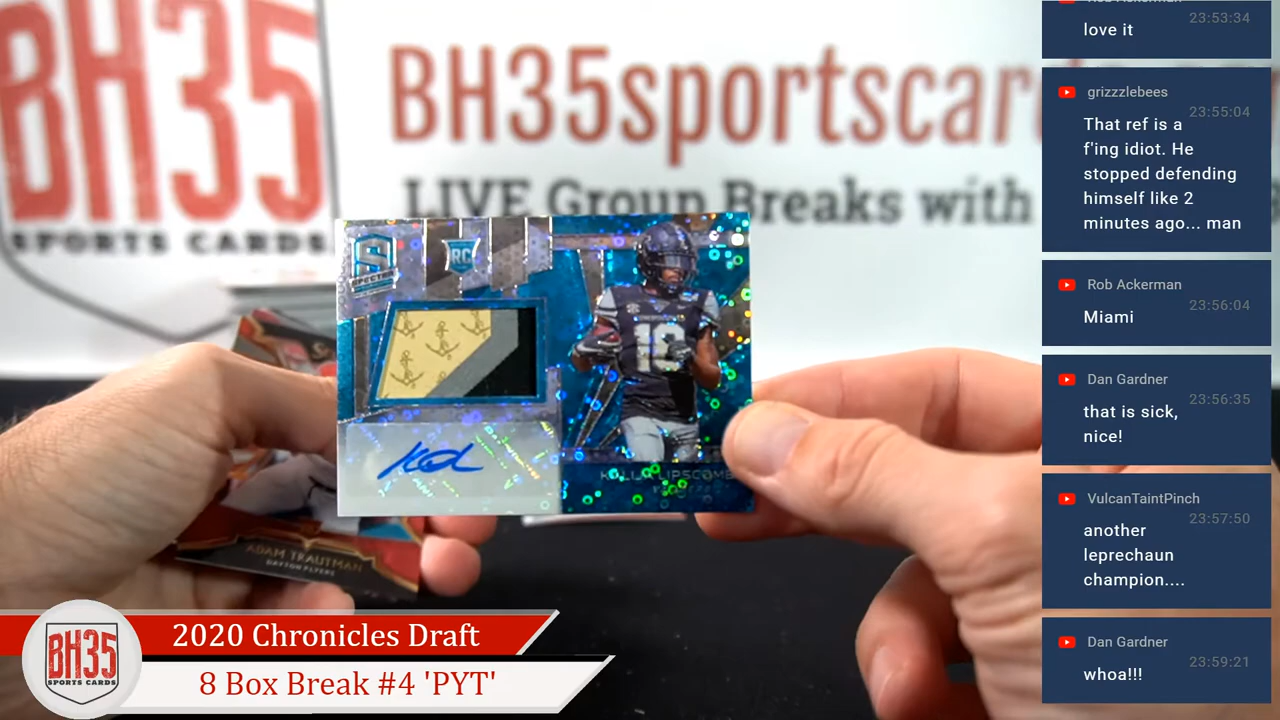 BH35
SPORTS CARDS
BH35sportscar
LIVE Group Breaks with
S
SPECTRA
RC
18
LIPSCOMB
ADAM TRAUTMAN
DAYTON FLYERS
BH35
SPORTS CARDS
2020 Chronicles Draft
8 Box Break #4 'PYT'
23:53:34
love it
grizzzlebees
23:55:04
That ref is a
f'ing idiot. He
stopped defending
himself like 2
minutes ago... man
Rob Ackerman
23:56:04
Miami
Dan Gardner
23:56:35
that is sick,
nice!
VulcanTaintPinch
23:57:50
another
leprechaun
champion....
Dan Gardner
23:59:21
whoa!!!